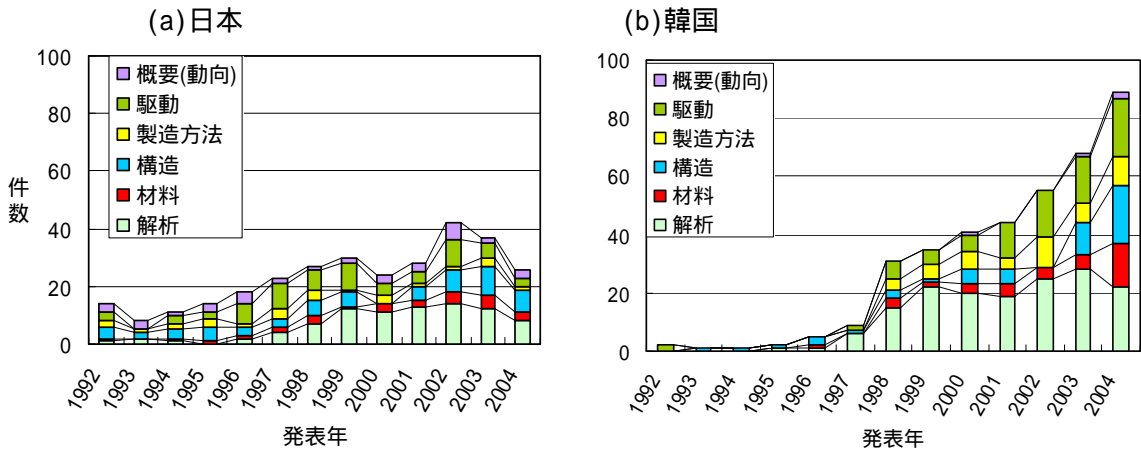 (a)日本
100
80
60
40
20
0
件数
概要(動向)
駆動
製造方法
構造
材料
解析
1992
1993
1994
1995
1996
1997
1998
1999
2000
2001
2002
2003
2004
発表年
(b)韓国
100
80
60
40
20
0
概要(動向)
駆動
製造方法
構造
材料
解析
1992
1993
1994
1995
1996
1997
1998
1999
2000
2001
2002
2003
2004
発表年